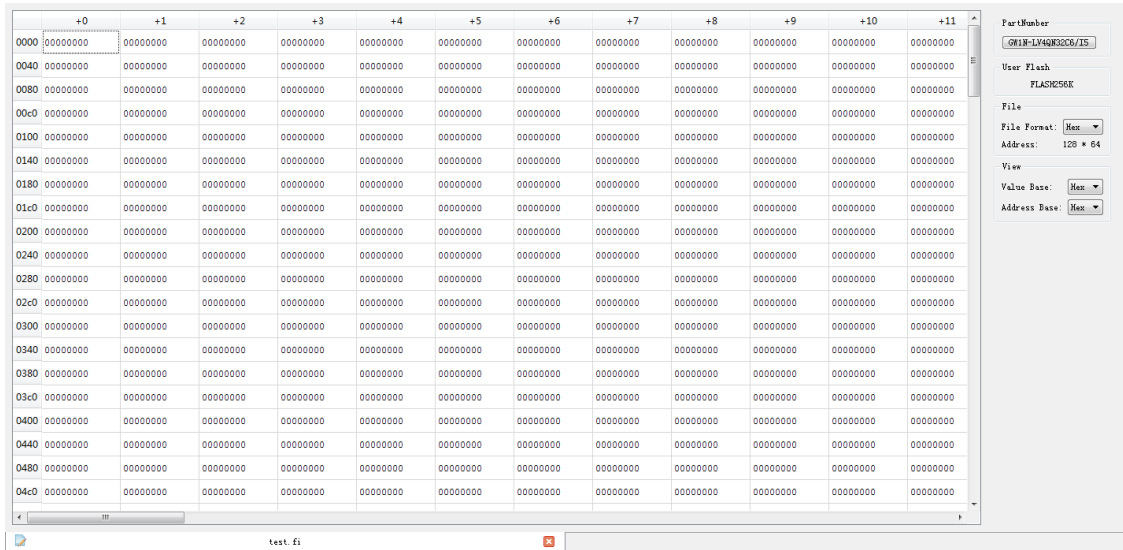 +0 +1 +2 +3 +4 +5 +6 +7 +8 +9 +10 +11
0000 00000000 00000000 00000000 00000000 00000000 00000000 00000000 00000000 00000000 00000000 00000000 00000000
0040 00000000 00000000 00000000 00000000 00000000 00000000 00000000 00000000 00000000 00000000 00000000 00000000
0080 00000000 00000000 00000000 00000000 00000000 00000000 00000000 00000000 00000000 00000000 00000000 00000000
00c0 00000000 00000000 00000000 00000000 00000000 00000000 00000000 00000000 00000000 00000000 00000000 00000000
0100 00000000 00000000 00000000 00000000 00000000 00000000 00000000 00000000 00000000 00000000 00000000 00000000
0140 00000000 00000000 00000000 00000000 00000000 00000000 00000000 00000000 00000000 00000000 00000000 00000000
0180 00000000 00000000 00000000 00000000 00000000 00000000 00000000 00000000 00000000 00000000 00000000 00000000
01c0 00000000 00000000 00000000 00000000 00000000 00000000 00000000 00000000 00000000 00000000 00000000 00000000
0200 00000000 00000000 00000000 00000000 00000000 00000000 00000000 00000000 00000000 00000000 00000000 00000000
0240 00000000 00000000 00000000 00000000 00000000 00000000 00000000 00000000 00000000 00000000 00000000 00000000
0280 00000000 00000000 00000000 00000000 00000000 00000000 00000000 00000000 00000000 00000000 00000000 00000000
02c0 00000000 00000000 00000000 00000000 00000000 00000000 00000000 00000000 00000000 00000000 00000000 00000000
0300 00000000 00000000 00000000 00000000 00000000 00000000 00000000 00000000 00000000 00000000 00000000 00000000
0340 00000000 00000000 00000000 00000000 00000000 00000000 00000000 00000000 00000000 00000000 00000000 00000000
0380 00000000 00000000 00000000 00000000 00000000 00000000 00000000 00000000 00000000 00000000 00000000 00000000
03c0 00000000 00000000 00000000 00000000 00000000 00000000 00000000 00000000 00000000 00000000 00000000 00000000
0400 00000000 00000000 00000000 00000000 00000000 00000000 00000000 00000000 00000000 00000000 00000000 00000000
0440 00000000 00000000 00000000 00000000 00000000 00000000 00000000 00000000 00000000 00000000 00000000 00000000
0480 00000000 00000000 00000000 00000000 00000000 00000000 00000000 00000000 00000000 00000000 00000000 00000000
04c0 00000000 00000000 00000000 00000000 00000000 00000000 00000000 00000000 00000000 00000000 00000000 00000000
PartNumber
GW1N-LV4QN32C6/I5
User Flash
FLASH256K
File
File Format: Hex
Address: 128 * 64
View
Value Base: Hex
Address Base: Hex
test.fi